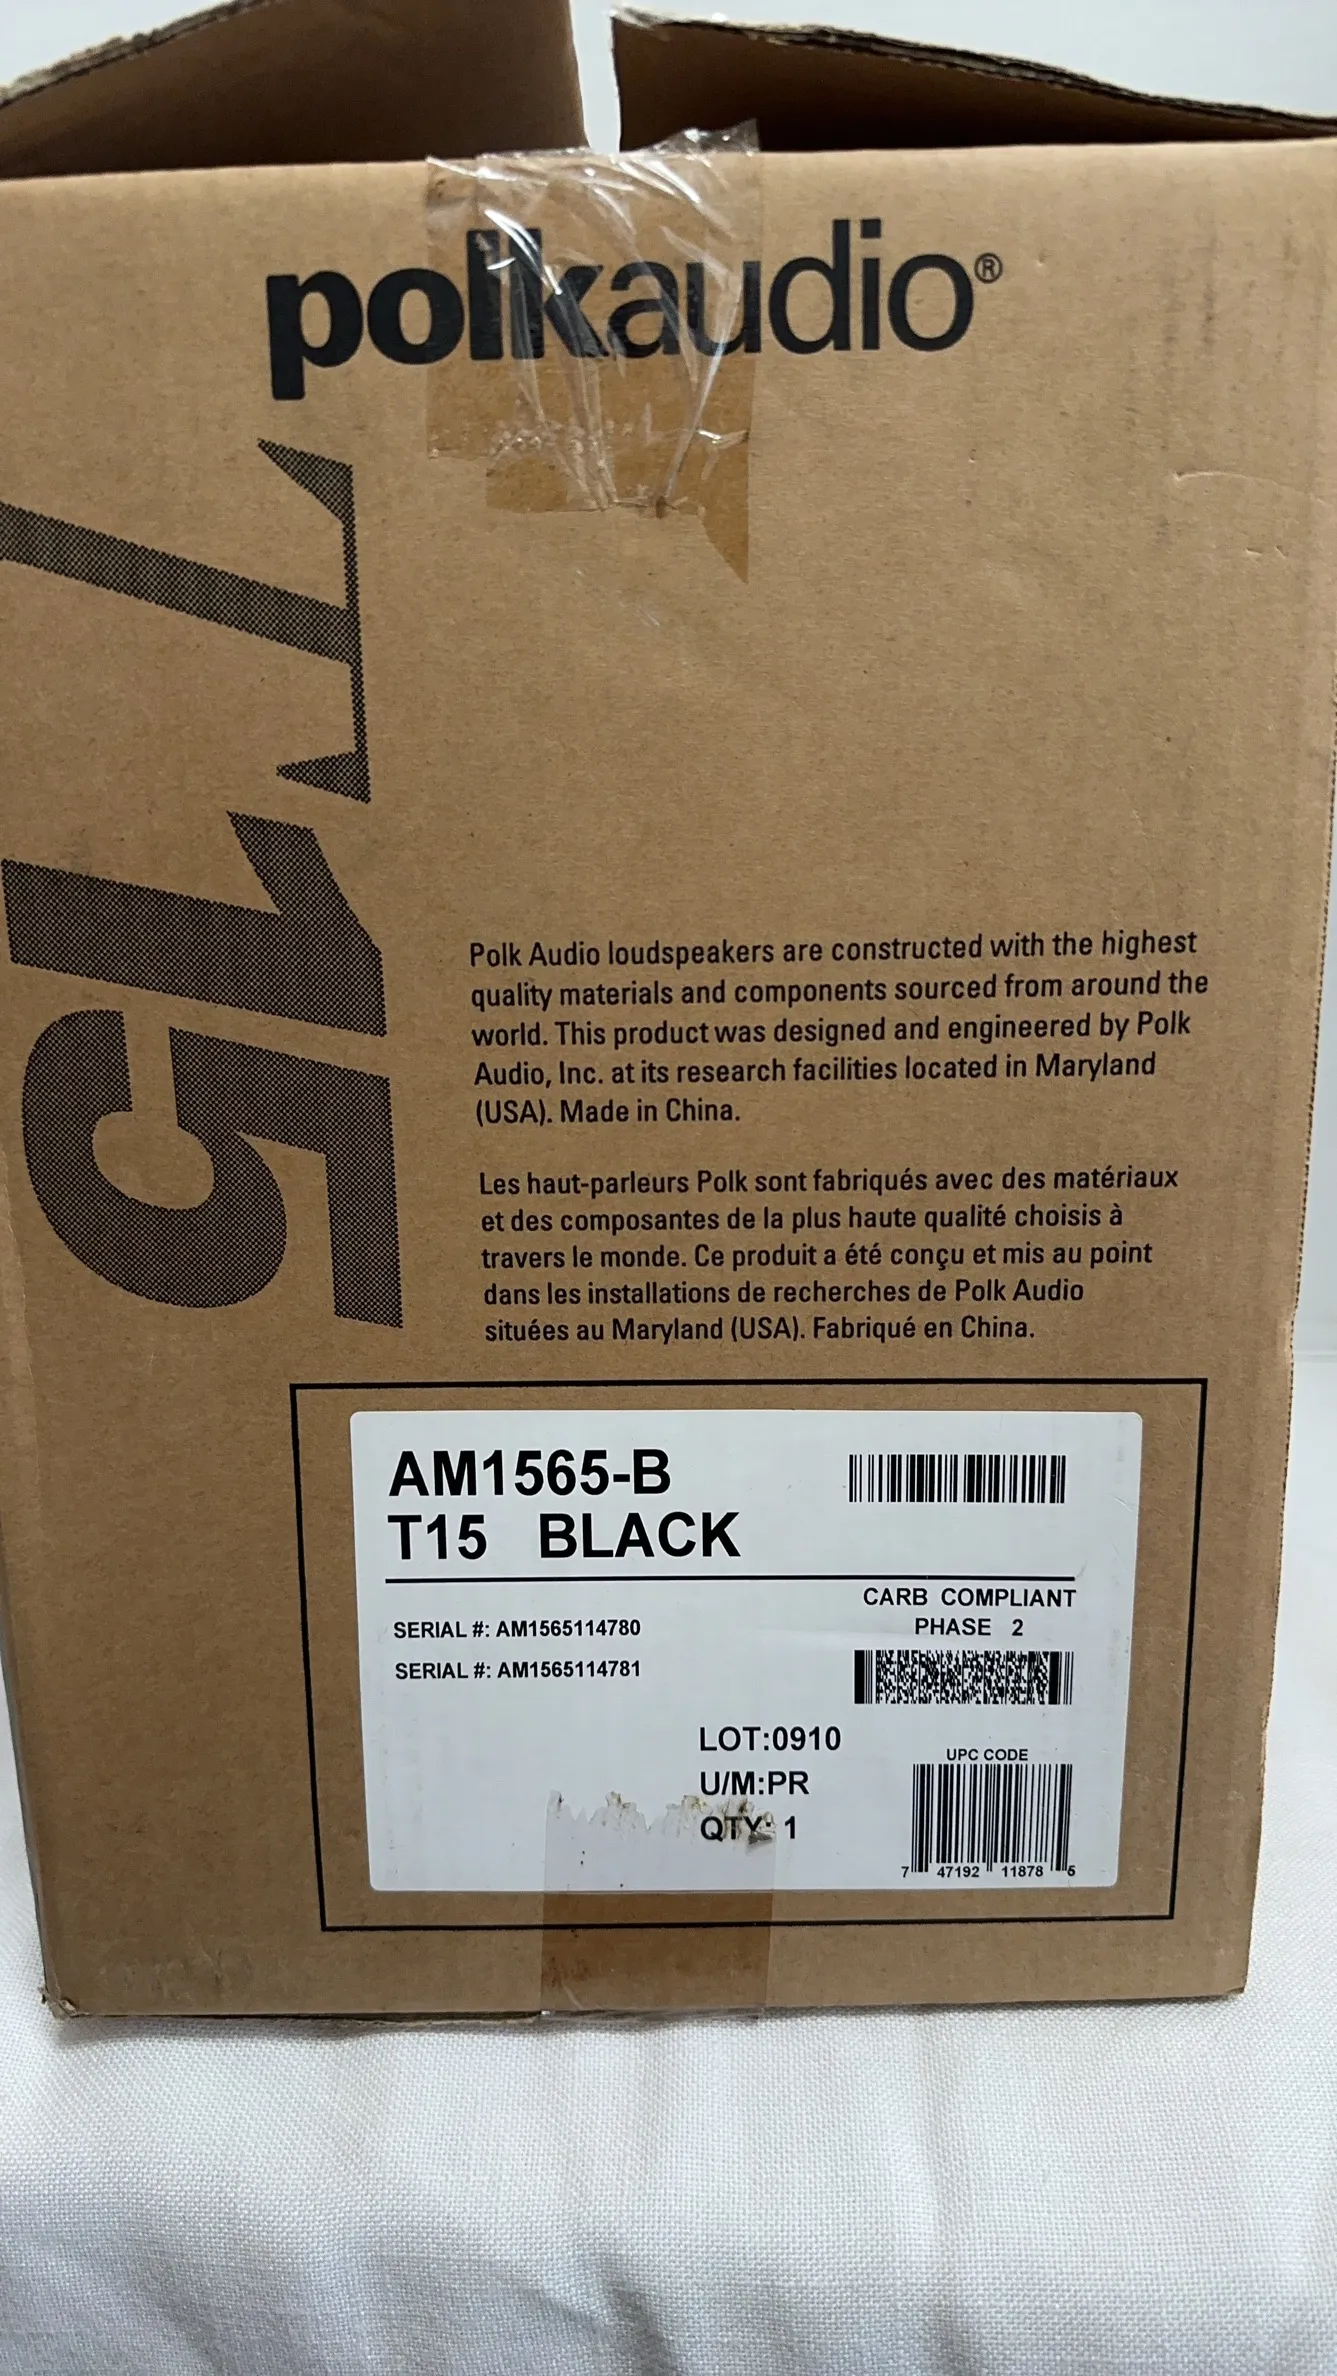 polkaudio®
T15
Polk Audio loudspeakers are constructed with the highest
quality materials and components sourced from around the
world. This product was designed and engineered by Polk
Audio, Inc. at its research facilities located in Maryland
(USA). Made in China.
Les haut-parleurs Polk sont fabriqués avec des matériaux
et des composantes de la plus haute qualité choisis à
travers le monde. Ce produit a été conçu et mis au point
dans les installations de recherches de Polk Audio
situées au Maryland (USA). Fabriqué en China.
AM1565-B
T15 BLACK
CARB COMPLIANT
PHASE 2
SERIAL #: AM1565114780
SERIAL #: AM1565114781
LOT:0910
U/M:PR
QTY: 1
UPC CODE
7 47192 11878 5